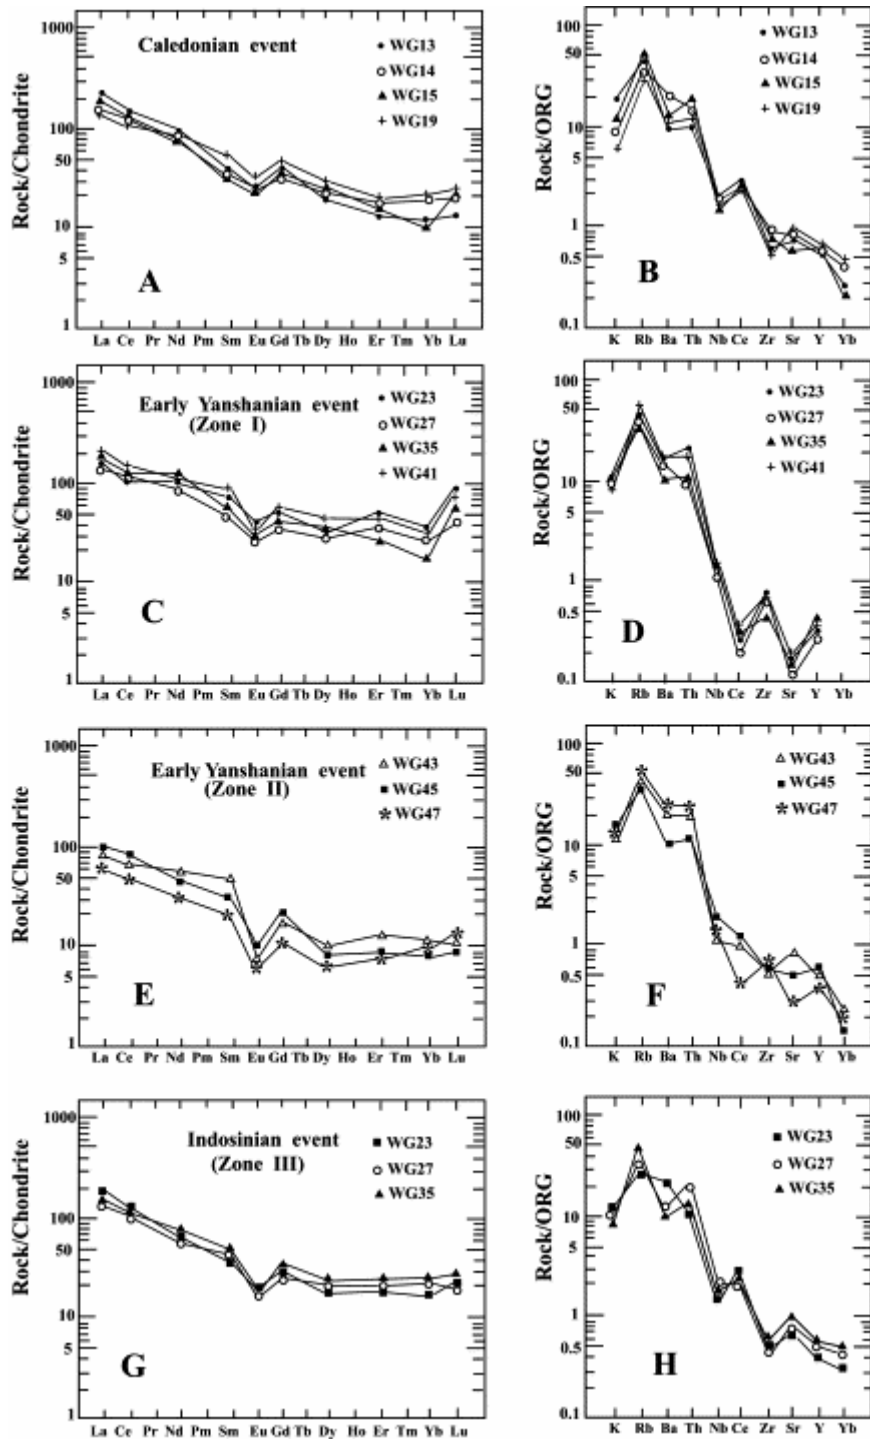 Caledonian event
WG13
WG14
WG15
WG19
Rock/Chondrite
1000
100
50
10
5
1
A
La Ce Pr Nd Pm Sm Eu Gd Tb Dy Ho Er Tm Yb Lu
WG13
WG14
WG15
WG19
Rock/ORG
100
50
10
5
1
0.5
0.1
B
K Rb Ba Th Nb Ce Zr Sr Y Yb
Early Yanshanian event
(Zone I)
WG23
WG27
WG35
WG41
Rock/Chondrite
1000
100
50
10
5
1
C
La Ce Pr Nd Pm Sm Eu Gd Tb Dy Ho Er Tm Yb Lu
WG23
WG27
WG35
WG41
Rock/ORG
100
50
10
5
1
0.5
0.1
D
K Rb Ba Th Nb Ce Zr Sr Y Yb
Early Yanshanian event
(Zone II)
WG43
WG45
WG47
Rock/Chondrite
1000
100
50
10
5
1
E
La Ce Pr Nd Pm Sm Eu Gd Tb Dy Ho Er Tm Yb Lu
WG43
WG45
WG47
Rock/ORG
100
50
10
5
1
0.5
0.1
F
K Rb Ba Th Nb Ce Zr Sr Y Yb
Indosinian event
(Zone III)
WG23
WG27
WG35
Rock/Chondrite
1000
100
50
10
1
G
La Ce Pr Nd Pm Sm Eu Gd Tb Dy Ho Er Tm Yb Lu
WG23
WG27
WG35
Rock/ORG
100
50
10
5
1
0.5
0.1
H
K Rb Ba Th Nb Ce Zr Sr Y Yb